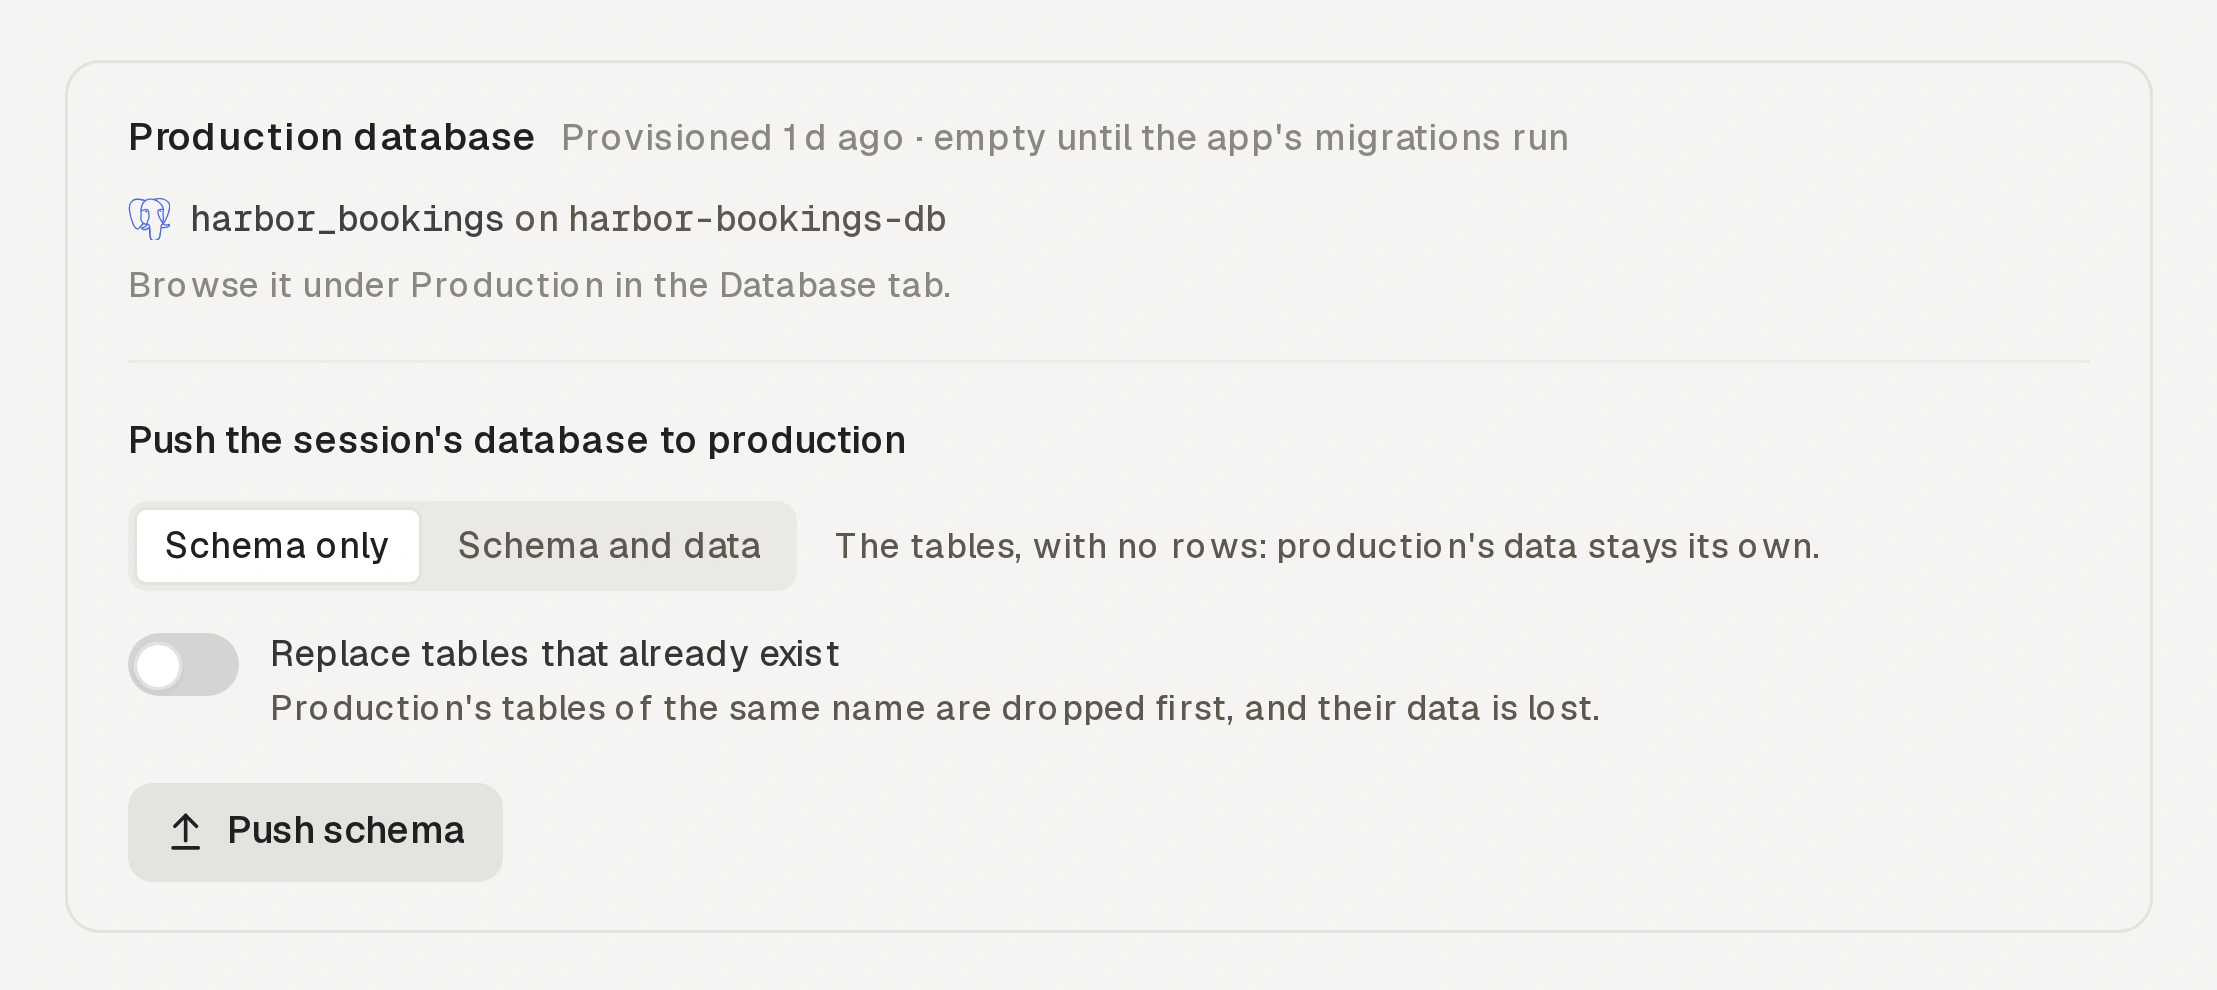 Production database Provisioned 1d ago · empty until the app's migrations run
harbor_bookings on harbor-bookings-db
Browse it under Production in the Database tab.
Push the session's database to production
Schema only Schema and data The tables, with no rows: production's data stays its own.
Replace tables that already exist
Production's tables of the same name are dropped first, and their data is lost.
Push schema